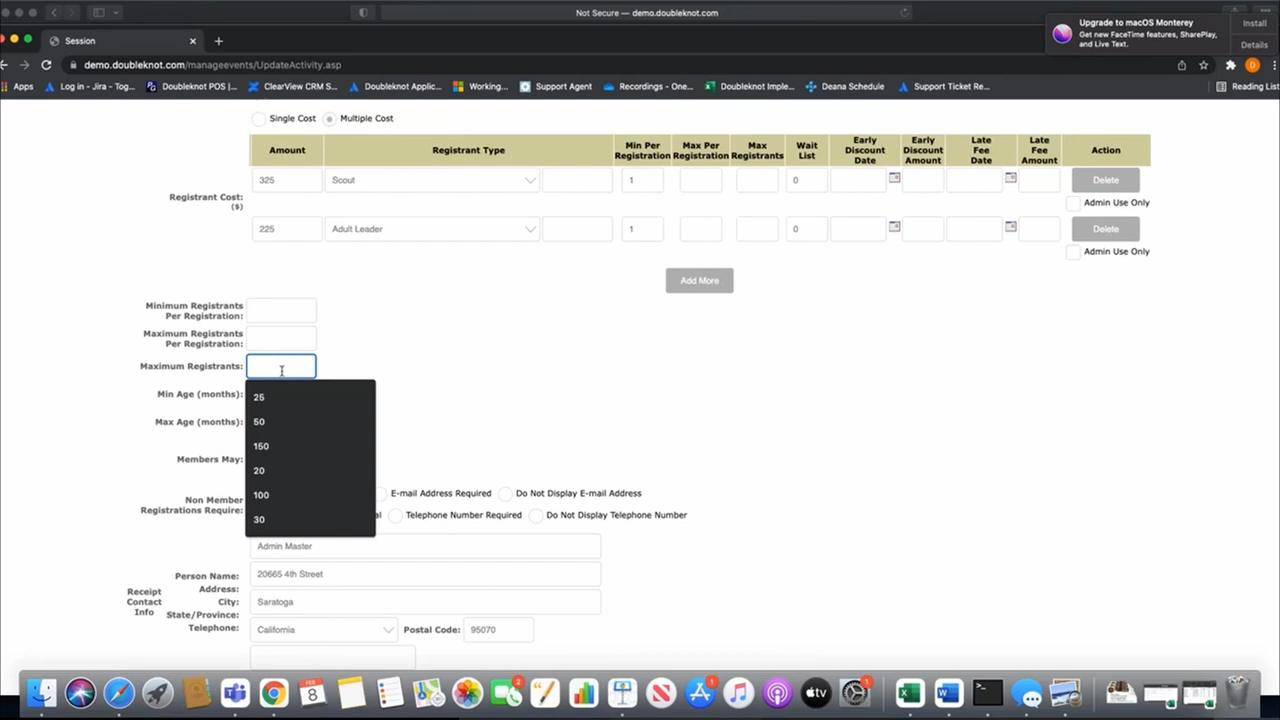 Not Secure — demo.doubleknot.com
Upgrade to macOS Monterey
Get new FaceTime features, SharePlay,
and Live Text.
Install
Details
Session
demo.doubleknot.com/manageevents/UpdateActivity.asp
Apps
Log in - Jira - Tog...
Doubleknot POS |...
ClearView CRM S...
Doubleknot Applic...
Working...
Support Agent
Recordings - One...
Doubleknot Imple...
Deana Schedule
Support Ticket Re...
Reading List
Single Cost Multiple Cost
Amount Registrant Type Min Per Registration Max Per Registration Max Registrants Wait List Early Discount Date Early Discount Amount Late Fee Date Late Fee Amount Action
Registrant Cost:
($)
325 Scout 1 0 Delete
Admin Use Only
225 Adult Leader 1 0 Delete
Admin Use Only
Add More
Minimum Registrants
Per Registration:
Maximum Registrants
Per Registration:
Maximum Registrants:
Min Age (months):
Max Age (months):
Members May:
25
50
150
20
100
30
Non Member
Registrations Require:
E-mail Address Required Do Not Display E-mail Address
al Telephone Number Required Do Not Display Telephone Number
Receipt
Contact
Info
Person Name:
Address:
City:
State/Province:
Telephone:
Admin Master
20665 4th Street
Saratoga
California Postal Code: 95070
FEB
8
2
1
tv
1